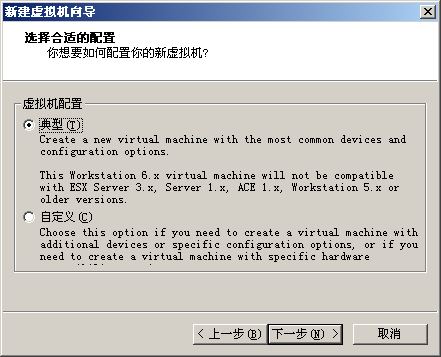 新建虚拟机向导
选择合适的配置
你想要如何配置你的新虚拟机?
虚拟机配置
典型(T)
Create a new virtual machine with the most common devices and
configuration options.
This Workstation 6.x virtual machine will not be compatible
with ESX Server 3.x, Server 1.x, ACE 1.x, Workstation 5.x or
older versions.
自定义(C)
Choose this option if you need to create a virtual machine with
additional devices or specific configuration options, or if you
need to create a virtual machine with specific hardware
< 上一步(B) 下一步(N) > 取消